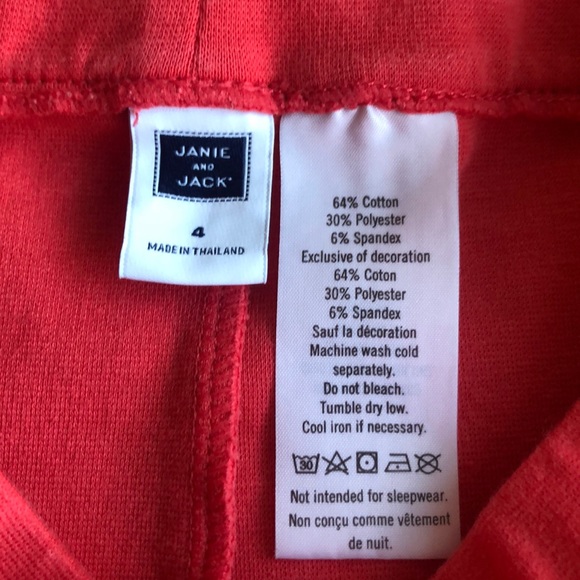 JANIE
AND
JACK
4
MADE IN THAILAND
64% Cotton
30% Polyester
6% Spandex
Exclusive of decoration
64% Coton
30% Polyester
6% Spandex
Sauf la décoration
Machine wash cold
separately.
Do not bleach.
Tumble dry low.
Cool iron if necessary.
30
Not intended for sleepwear.
Non conçu comme vêtement
de nuit.